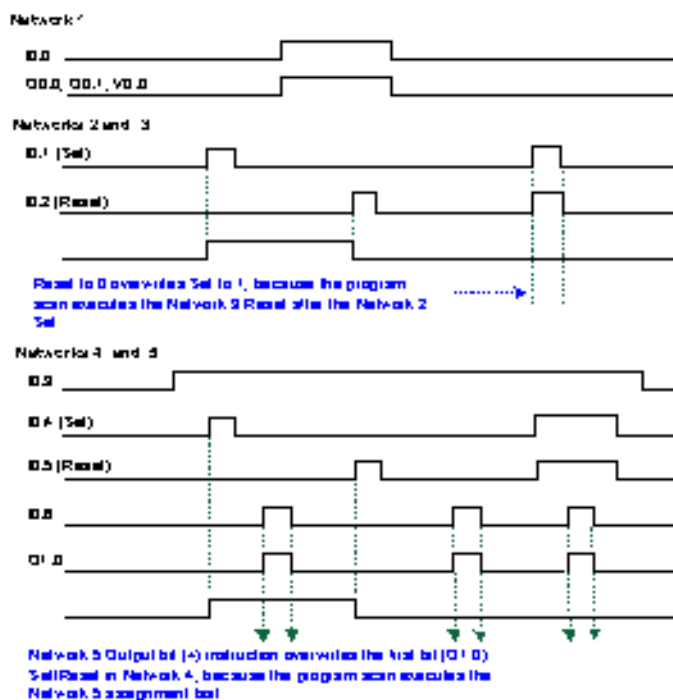 Network 1
I0.0
Q0.0, Q0.1, V0.0
Networks 2 and 3
I0.1 (Set)
I0.2 (Reset)
Reset to 0 overwrites Set to 1, because the program
scan executes the Network 3 Reset after the Network 2
Set
Networks 4 and 5
I0.3
I0.4 (Set)
I0.5 (Reset)
I0.6
Q1.0
Network 5 Output bit (=) instruction overwrites the first bit (Q1.0)
Set/Reset in Network 4, because the program scan executes the
Network 5 assignment last